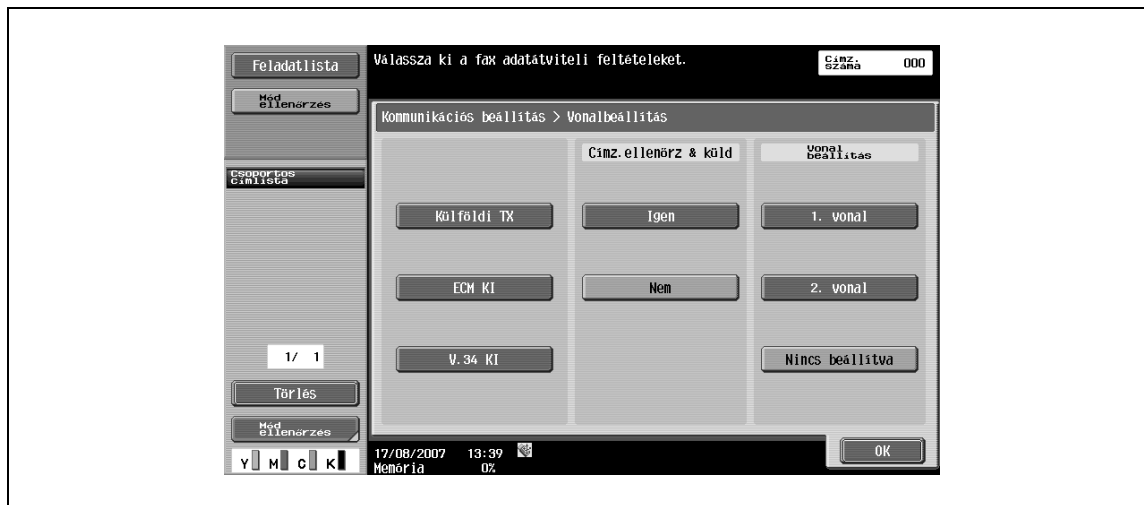 Feladatlista
Mód
ellenőrzés
Csoportos
címlista
1/ 1
Törlés
Mód
ellenőrzés
Y M C K
Válassza ki a fax adatátviteli feltételeket.
Címz.
száma 000
Kommunikációs beállítás > Vonalbeállítás
Címz.ellenőrz & küld
Vonal
beállítás
Külföldi TX
Igen
1. vonal
ECM KI
Nem
2. vonal
V.34 KI
Nincs beállítva
OK
17/08/2007 13:39
Memória 0%